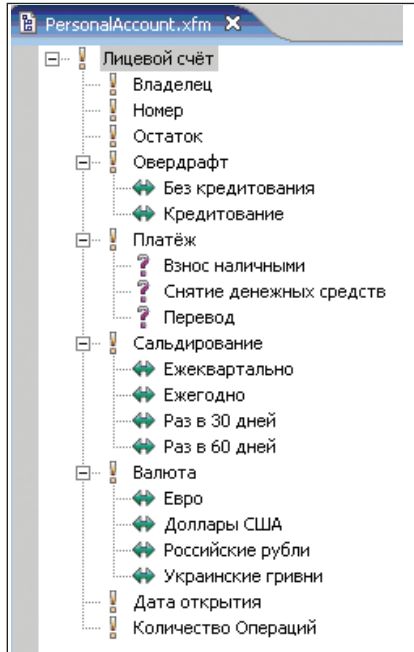 PersonalAccount.xfm
Лицевой счёт
Владелец
Номер
Остаток
Овердрафт
Без кредитования
Кредитование
Платёж
Взнос наличными
Снятие денежных средств
Перевод
Сальдирование
Ежеквартально
Ежегодно
Раз в 30 дней
Раз в 60 дней
Валюта
Евро
Доллары США
Российские рубли
Украинские гривни
Дата открытия
Количество Операций